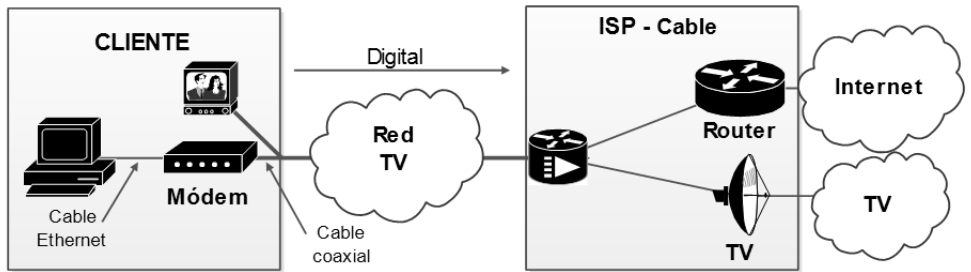 CLIENTE
Digital
ISP - Cable
Red
TV
Internet
Router
Módem
Cable
Ethernet
Cable
coaxial
TV
TV